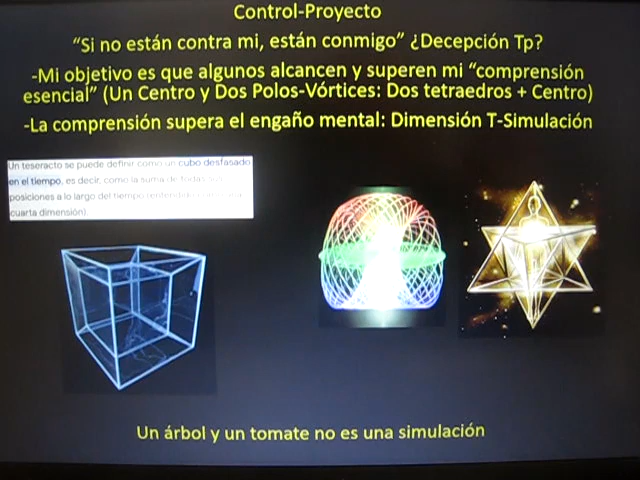 Control-Proyecto
“Si no están contra mi, están conmigo” ¿Decepción Tp?
-Mi objetivo es que algunos alcancen y superen mi “comprensión
esencial” (Un Centro y Dos Polos-Vórtices: Dos tetraedros + Centro)
-La comprensión supera el engaño mental: Dimensión T-Simulación
Un teseracto se puede definir como un cubo desfasado
en el tiempo, es decir, como la suma de todas sus
posiciones a lo largo del tiempo
cuarta dimensión)
Un árbol y un tomate no es una simulación